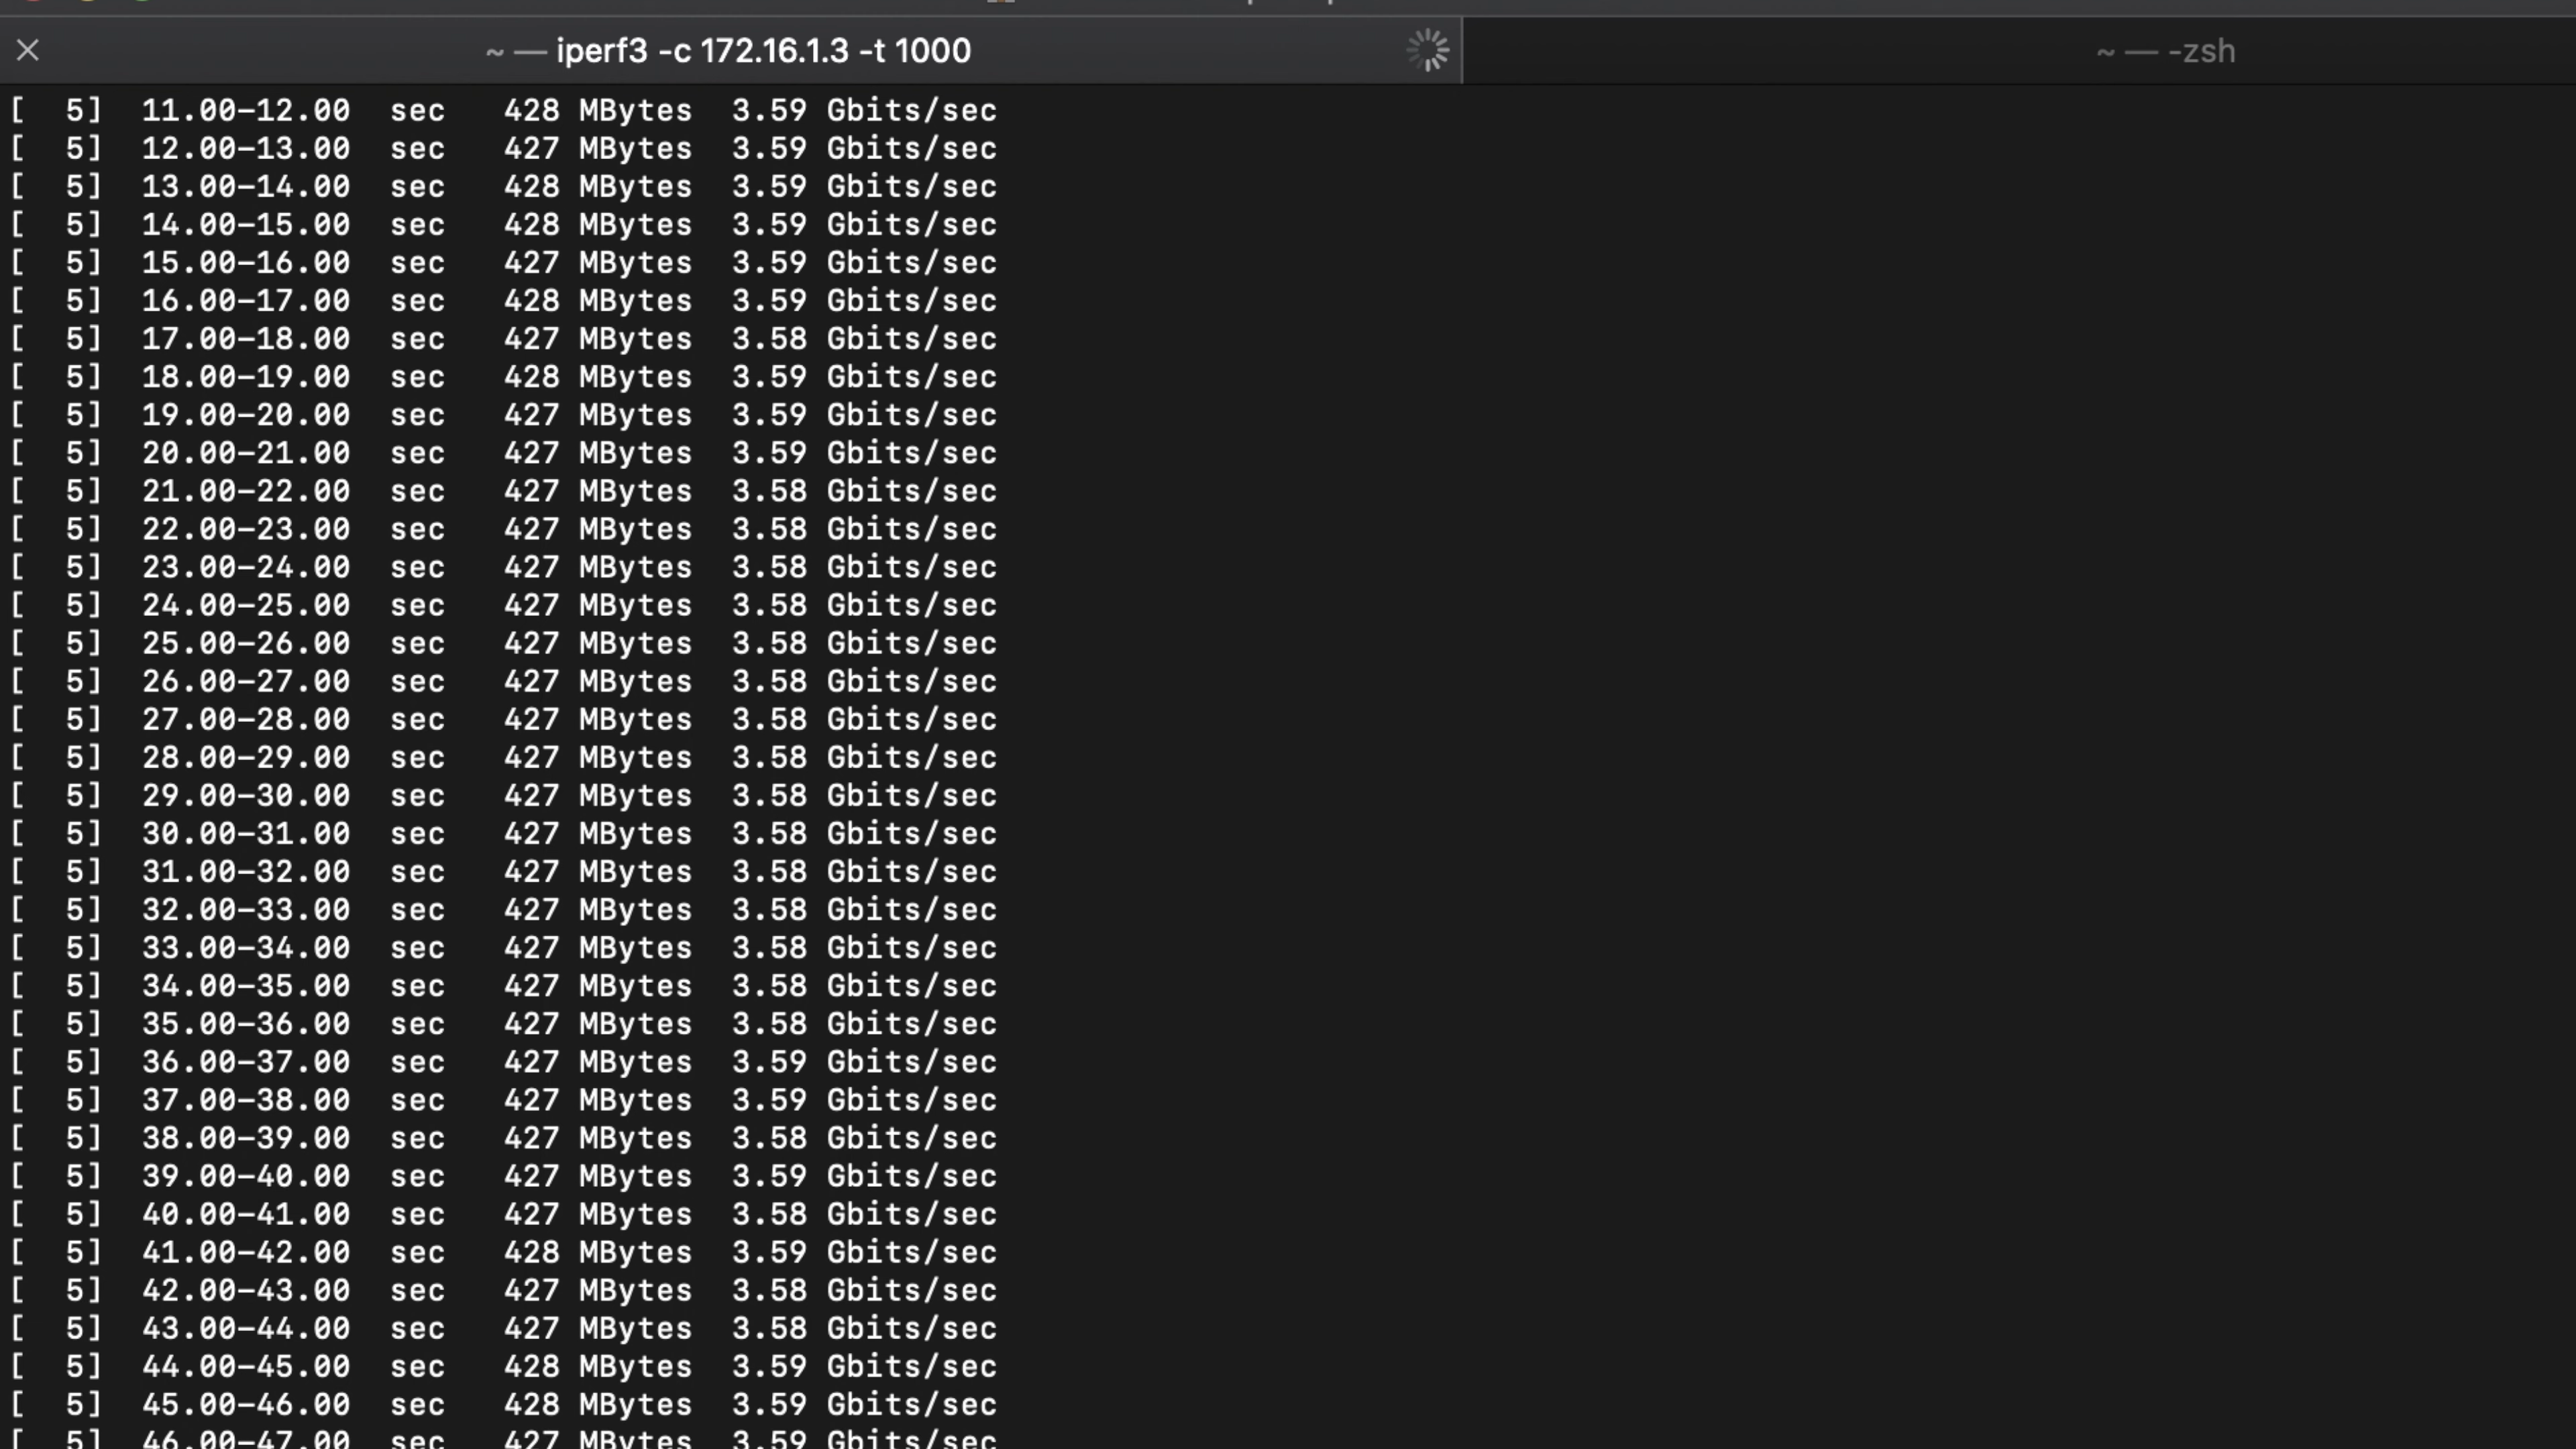 ~ — iperf3 -c 172.16.1.3 -t 1000
~ — -zsh
[  5]  11.00-12.00  sec   428 MBytes  3.59 Gbits/sec
[  5]  12.00-13.00  sec   427 MBytes  3.59 Gbits/sec
[  5]  13.00-14.00  sec   428 MBytes  3.59 Gbits/sec
[  5]  14.00-15.00  sec   428 MBytes  3.59 Gbits/sec
[  5]  15.00-16.00  sec   427 MBytes  3.59 Gbits/sec
[  5]  16.00-17.00  sec   428 MBytes  3.59 Gbits/sec
[  5]  17.00-18.00  sec   427 MBytes  3.58 Gbits/sec
[  5]  18.00-19.00  sec   428 MBytes  3.59 Gbits/sec
[  5]  19.00-20.00  sec   427 MBytes  3.59 Gbits/sec
[  5]  20.00-21.00  sec   427 MBytes  3.59 Gbits/sec
[  5]  21.00-22.00  sec   427 MBytes  3.58 Gbits/sec
[  5]  22.00-23.00  sec   427 MBytes  3.58 Gbits/sec
[  5]  23.00-24.00  sec   427 MBytes  3.58 Gbits/sec
[  5]  24.00-25.00  sec   427 MBytes  3.58 Gbits/sec
[  5]  25.00-26.00  sec   427 MBytes  3.58 Gbits/sec
[  5]  26.00-27.00  sec   427 MBytes  3.58 Gbits/sec
[  5]  27.00-28.00  sec   427 MBytes  3.58 Gbits/sec
[  5]  28.00-29.00  sec   427 MBytes  3.58 Gbits/sec
[  5]  29.00-30.00  sec   427 MBytes  3.58 Gbits/sec
[  5]  30.00-31.00  sec   427 MBytes  3.58 Gbits/sec
[  5]  31.00-32.00  sec   427 MBytes  3.58 Gbits/sec
[  5]  32.00-33.00  sec   427 MBytes  3.58 Gbits/sec
[  5]  33.00-34.00  sec   427 MBytes  3.58 Gbits/sec
[  5]  34.00-35.00  sec   427 MBytes  3.58 Gbits/sec
[  5]  35.00-36.00  sec   427 MBytes  3.58 Gbits/sec
[  5]  36.00-37.00  sec   427 MBytes  3.59 Gbits/sec
[  5]  37.00-38.00  sec   427 MBytes  3.59 Gbits/sec
[  5]  38.00-39.00  sec   427 MBytes  3.58 Gbits/sec
[  5]  39.00-40.00  sec   427 MBytes  3.59 Gbits/sec
[  5]  40.00-41.00  sec   427 MBytes  3.58 Gbits/sec
[  5]  41.00-42.00  sec   428 MBytes  3.59 Gbits/sec
[  5]  42.00-43.00  sec   427 MBytes  3.58 Gbits/sec
[  5]  43.00-44.00  sec   427 MBytes  3.58 Gbits/sec
[  5]  44.00-45.00  sec   428 MBytes  3.59 Gbits/sec
[  5]  45.00-46.00  sec   428 MBytes  3.59 Gbits/sec
[  5]  46.00-47.00  sec   427 MBytes  3.59 Gbits/sec